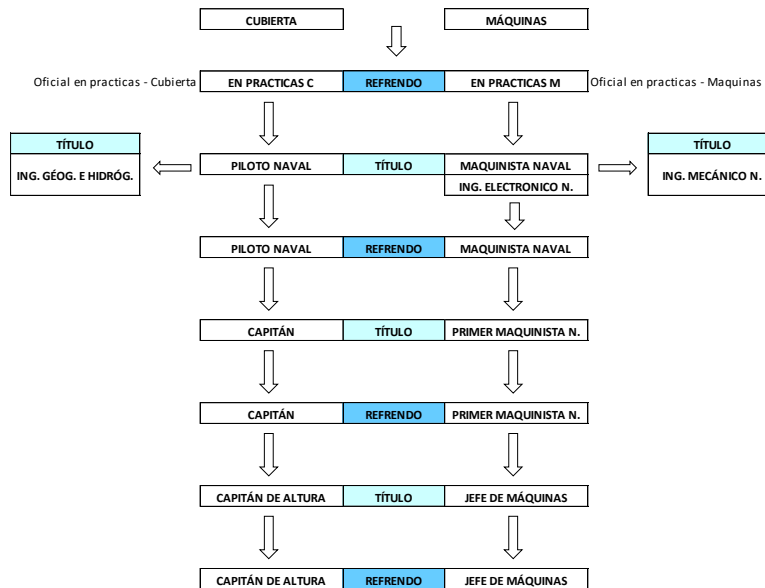 CUBIERTA MÁQUINAS
Oficial en practicas - Cubierta EN PRACTICAS C REFRENDO EN PRACTICAS M Oficial en practicas - Maquinas
TÍTULO TÍTULO
ING. GÉOG. E HIDRÓG. PILOTO NAVAL TÍTULO MAQUINISTA NAVAL ING. MECÁNICO N.
ING. ELECTRONICO N.
PILOTO NAVAL REFRENDO MAQUINISTA NAVAL
CAPITÁN TÍTULO PRIMER MAQUINISTA N.
CAPITÁN REFRENDO PRIMER MAQUINISTA N.
CAPITÁN DE ALTURA TÍTULO JEFE DE MÁQUINAS
CAPITÁN DE ALTURA REFRENDO JEFE DE MÁQUINAS